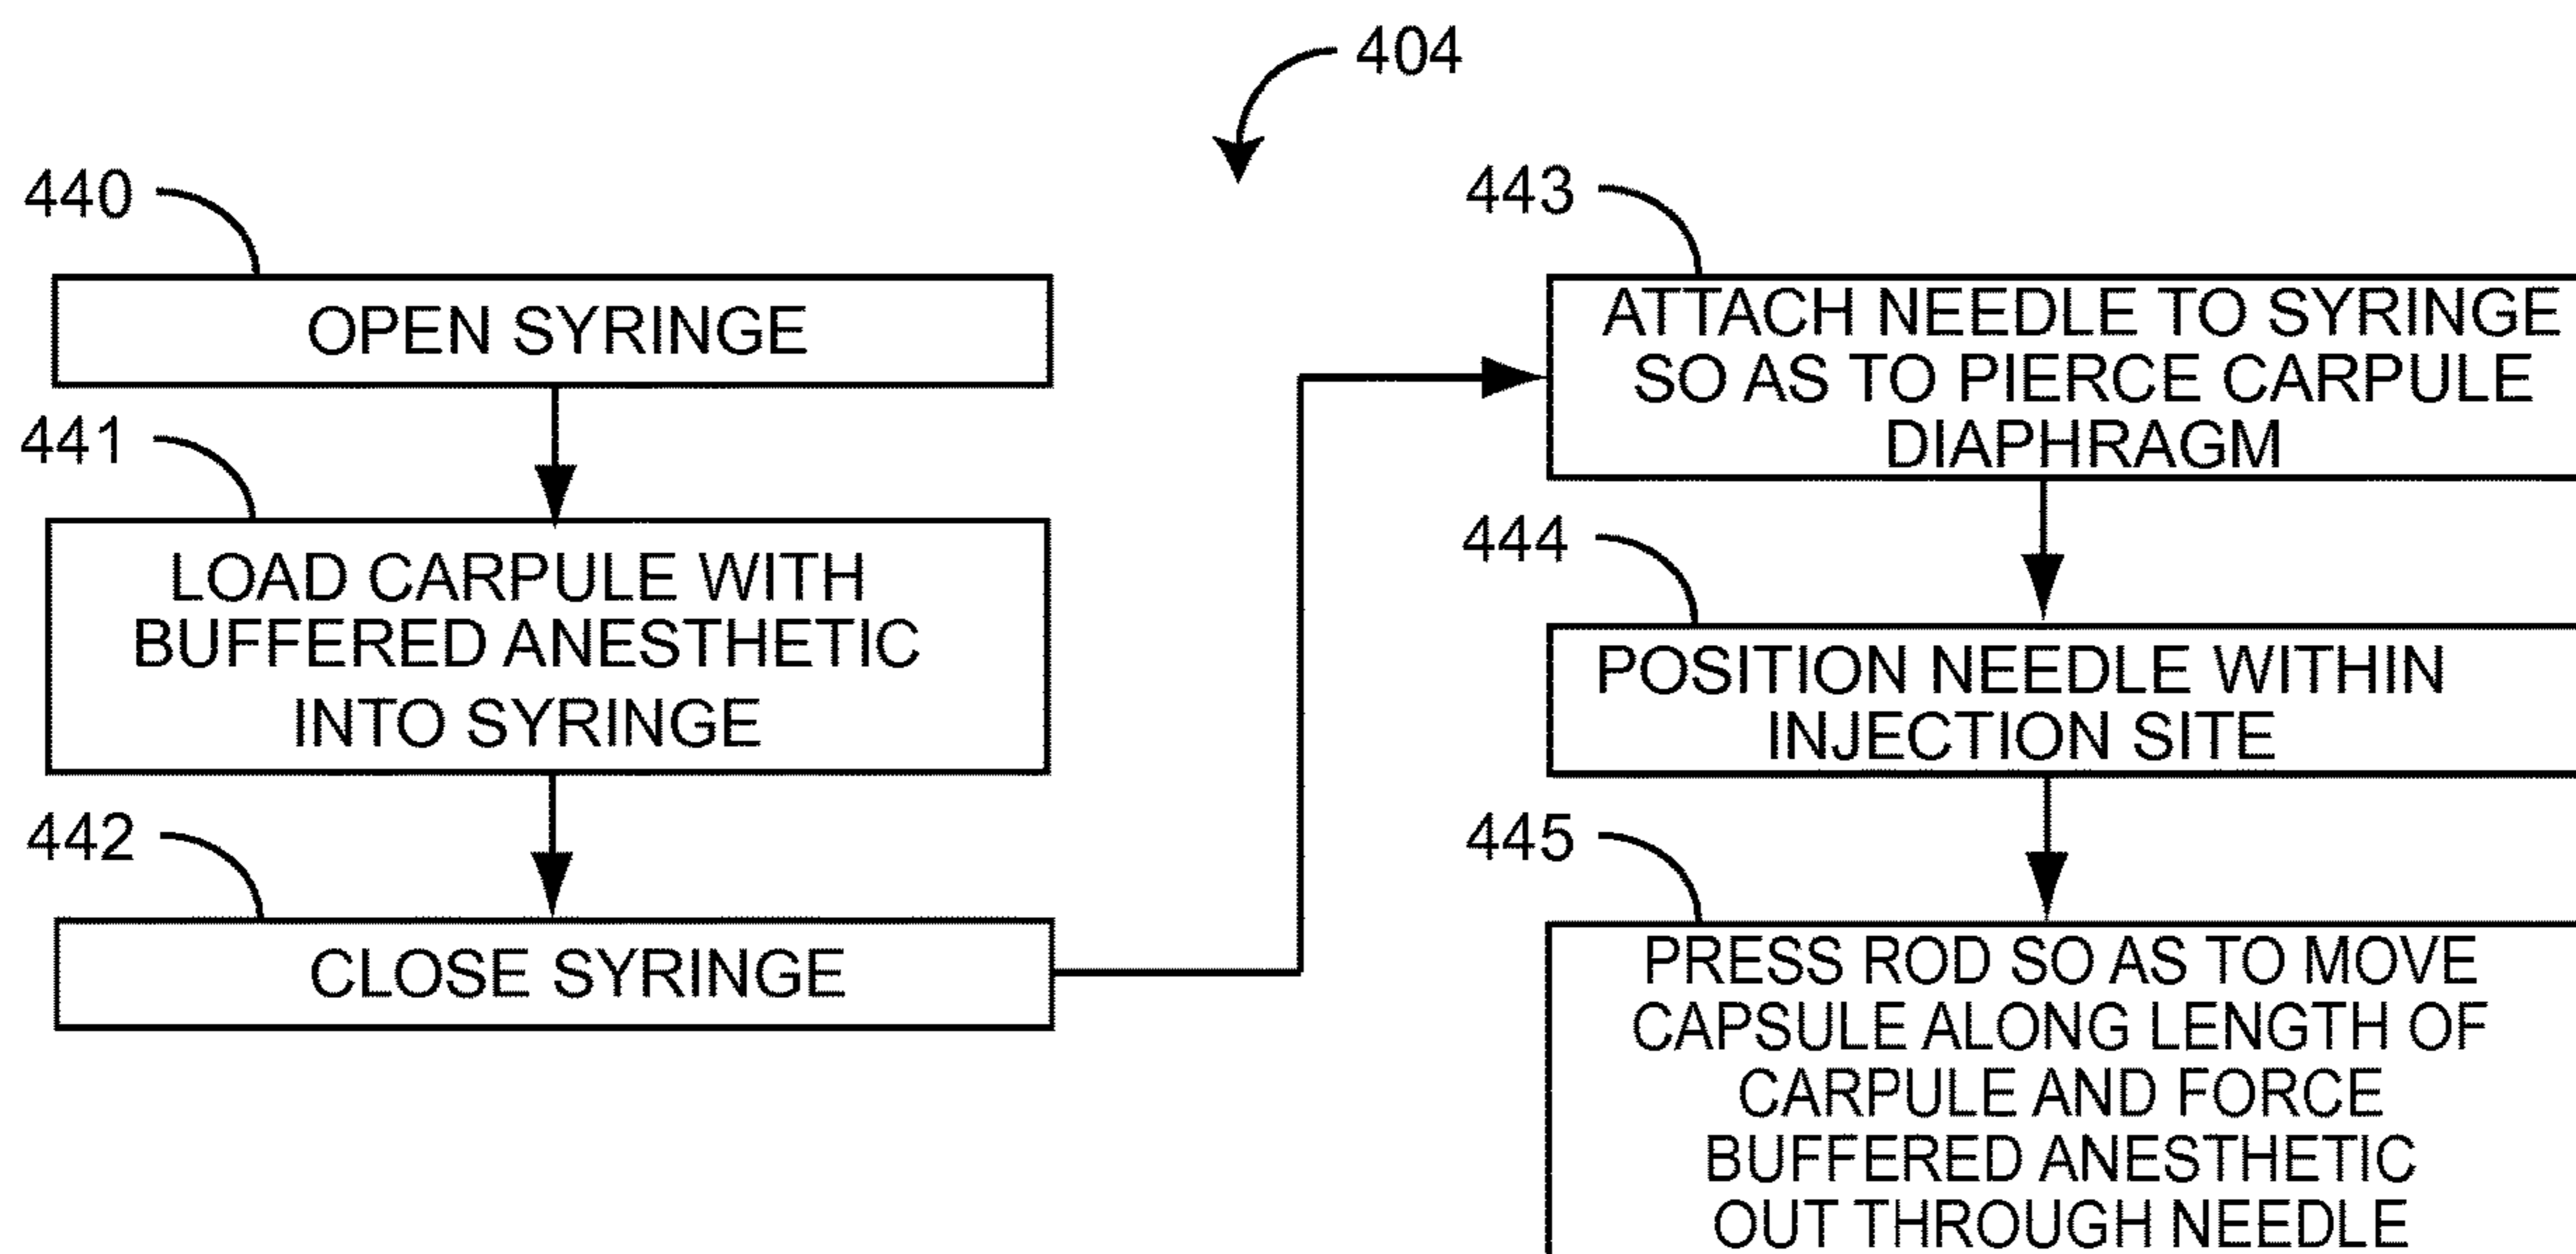 404
440
OPEN SYRINGE
441
LOAD CARPULE WITH
BUFFERED ANESTHETIC
INTO SYRINGE
442
CLOSE SYRINGE
443
ATTACH NEEDLE TO SYRINGE
SO AS TO PIERCE CARPULE
DIAPHRAGM
444
POSITION NEEDLE WITHIN
INJECTION SITE
445
PRESS ROD SO AS TO MOVE
CAPSULE ALONG LENGTH OF
CARPULE AND FORCE
BUFFERED ANESTHETIC
OUT THROUGH NEEDLE